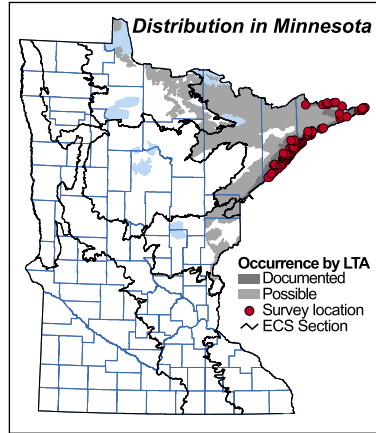 Distribution in Minnesota
Occurrence by LTA
Documented
Possible
Survey location
ECS Section